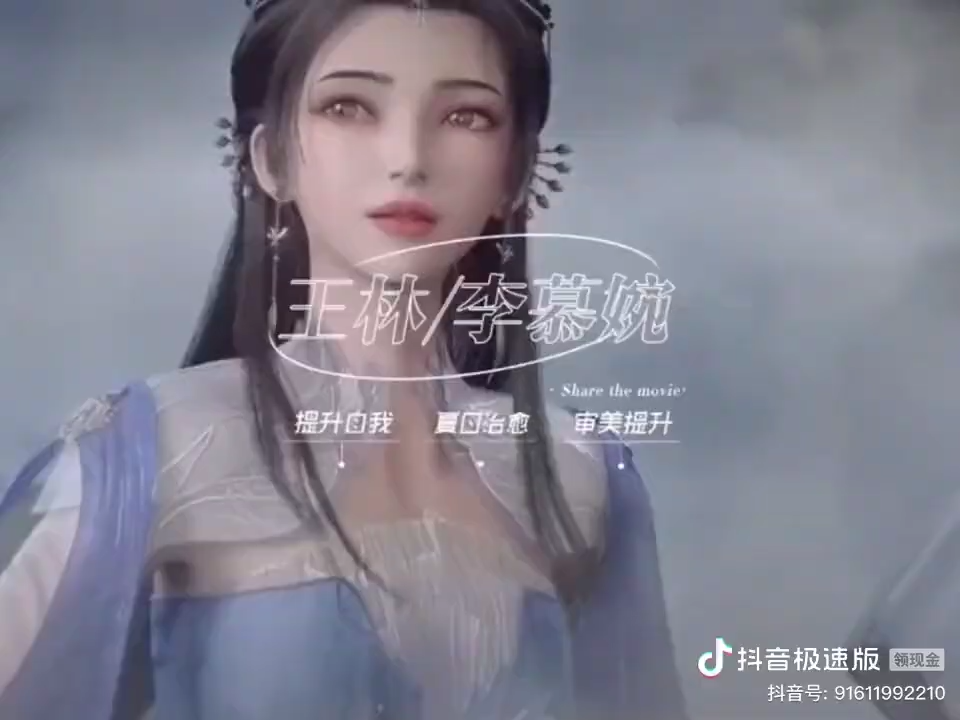 王林/李慕婉
· Share the movie·
提升自我 夏日治愈 审美提升
抖音极速版 领现金
抖音号: 91611992210